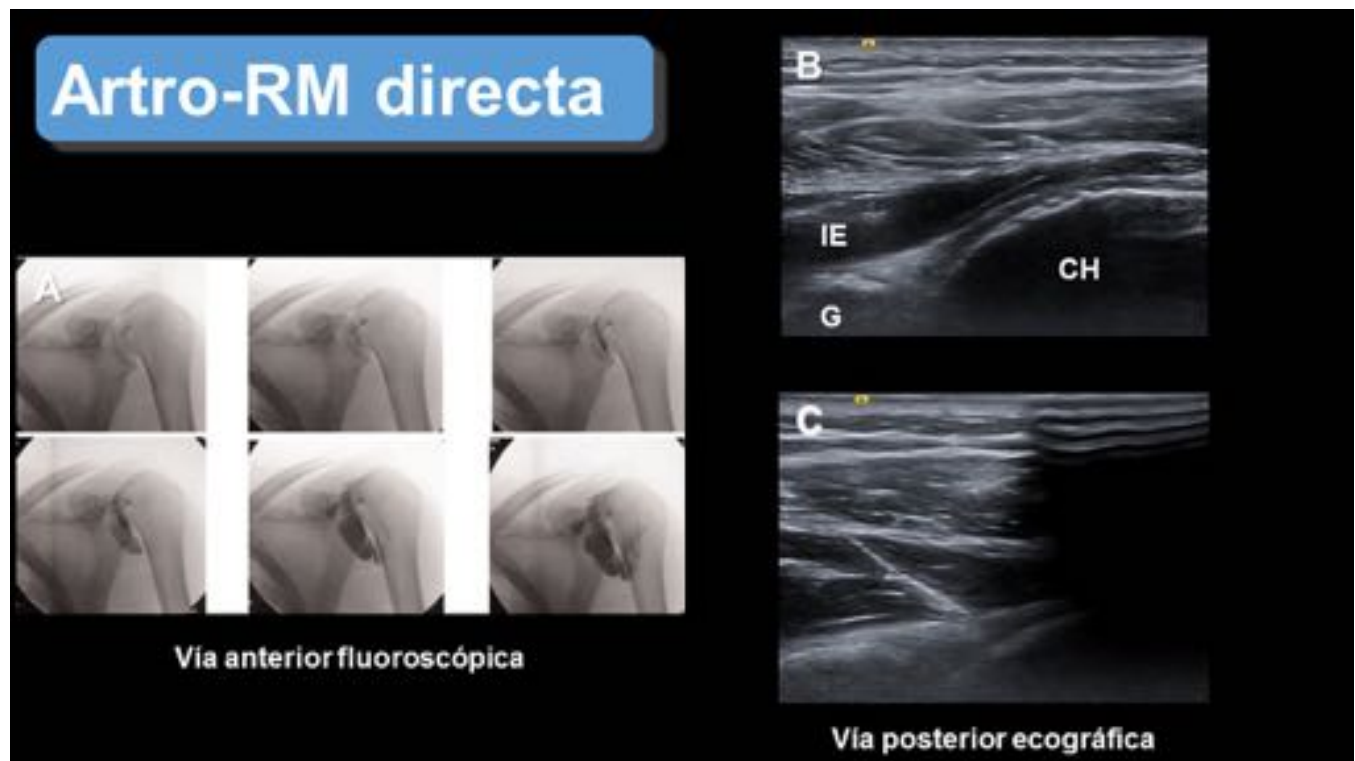 Artro-RM directa
A
Vía anterior fluoroscópica
B
IE
CH
G
C
Vía posterior ecográfica